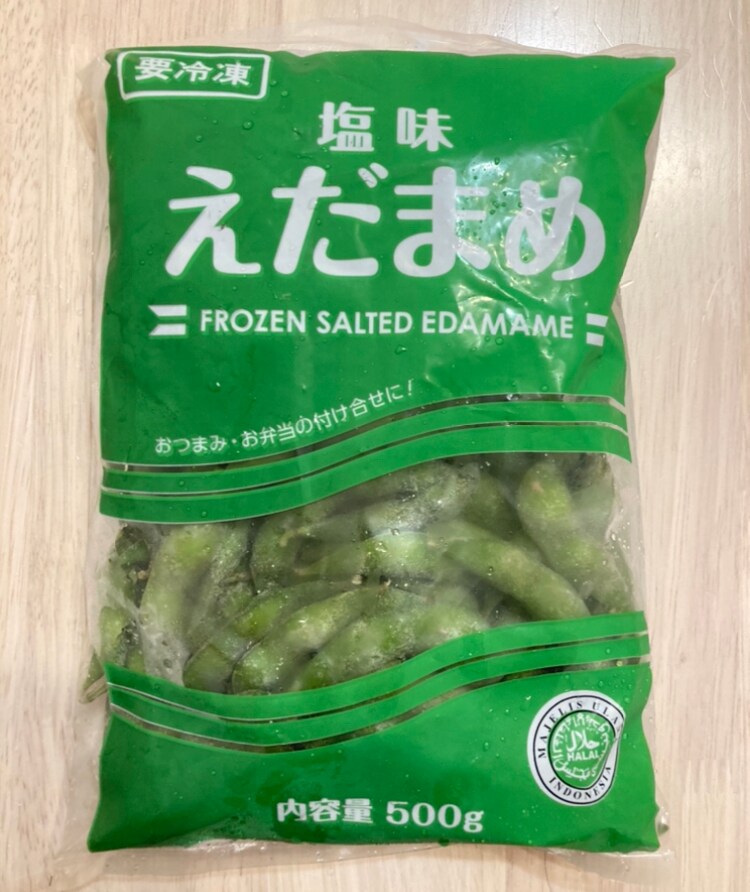 要冷凍
塩味
えだまめ
FROZEN SALTED EDAMAME
おつまみ・お弁当の付け合せに!
MAJELIS
حلال
HALAL
INDONESIA
内容量 500g